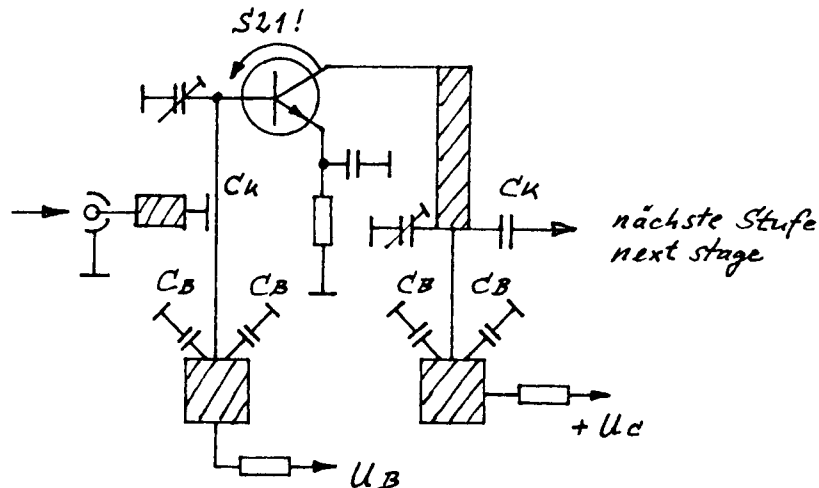 S21!
CK
CK
nächste Stufe
next stage
CB
CB
CB
CB
+ Uc
UB